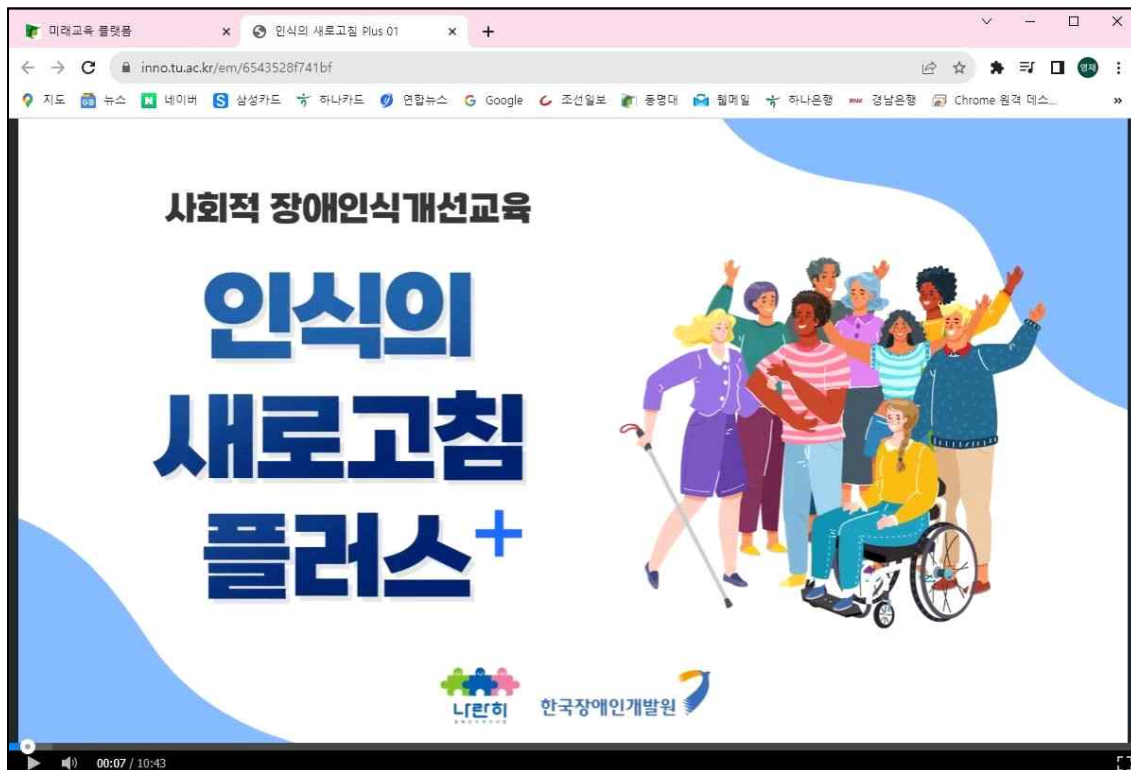 미래교육 플랫폼
인식의 새로고침 Plus 01
inno.tu.ac.kr/em/6543528f741bf
영재
지도 뉴스 네이버 삼성카드 하나카드 연합뉴스 Google 조선일보 동명대 웹메일 하나은행 경남은행 Chrome 원격 데스... »
사회적 장애인식개선교육
인식의
새로고침
플러스+
나란히
한국장애인개발원
00:07 / 10:43